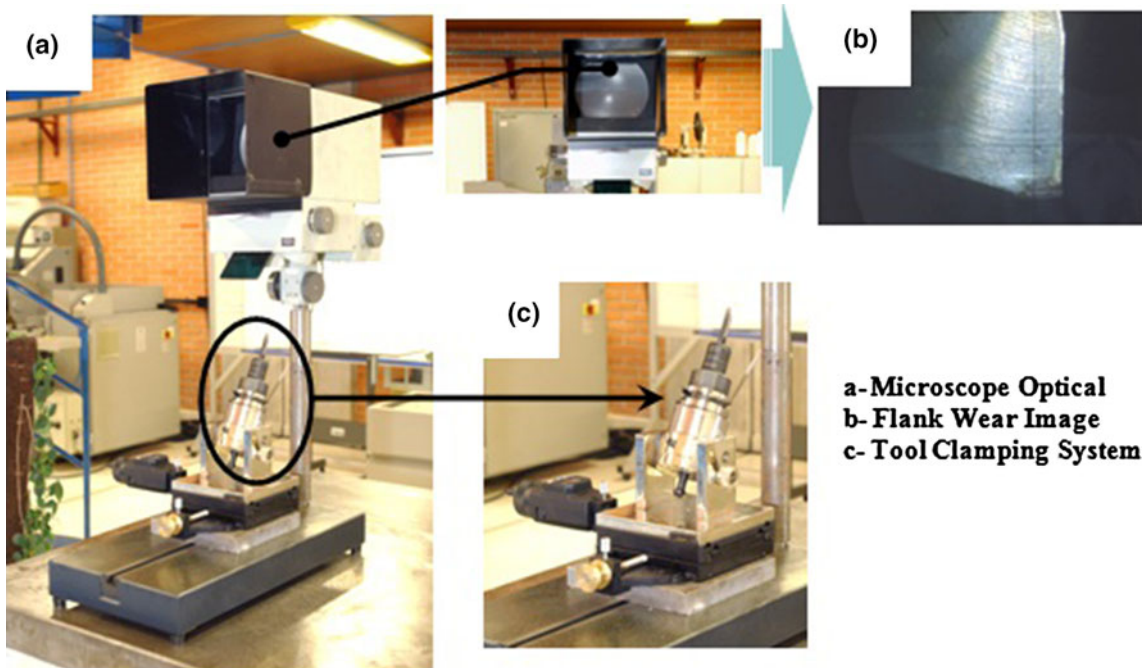 (a)
(b)
(c)
a- Microscope Optical
b- Flank Wear Image
c- Tool Clamping System